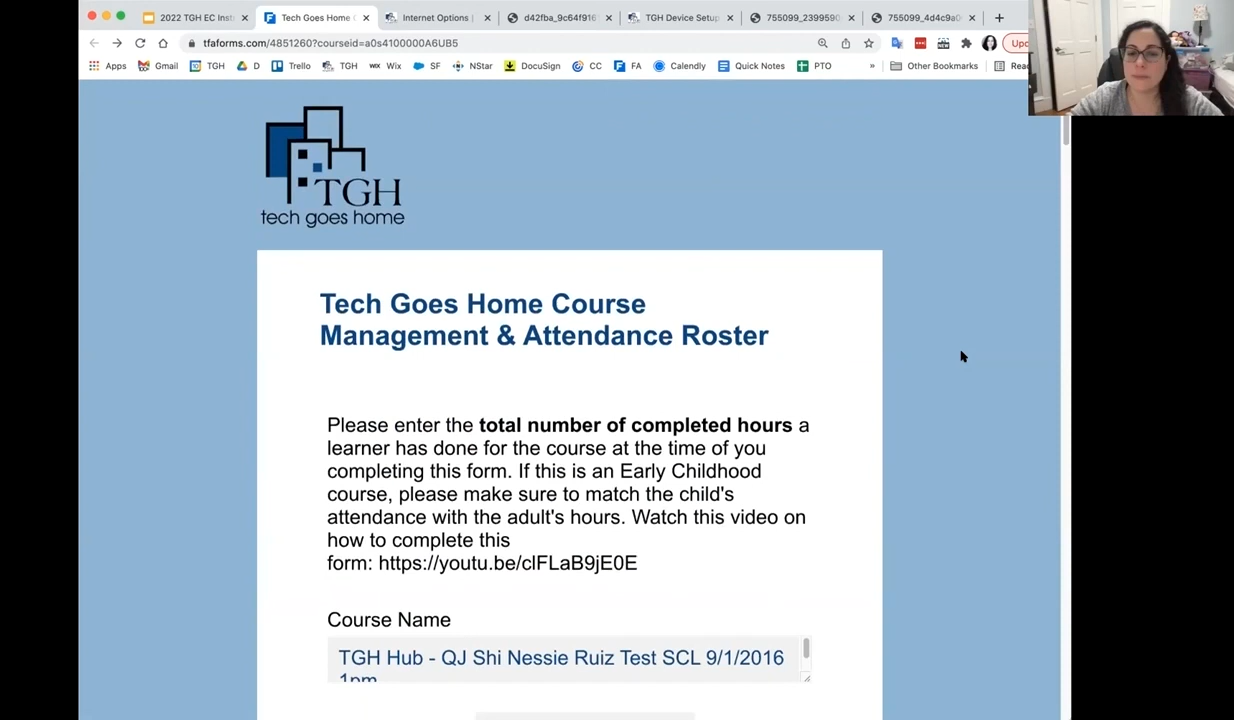 2022 TGH EC Inst
Tech Goes Home
Internet Options |
d42fba_9c64f916
TGH Device Setup
755099_2399590
755099_4d4c9a0
tfaforms.com/4851260?courseid=a0s4100000A6UB5
Apps
Gmail
TGH
D
Trello
TGH
WIX Wix
SF
NStar
DocuSign
CC
FA
Calendly
Quick Notes
PTO
»
Other Bookmarks
TGH
tech goes home
Tech Goes Home Course
Management & Attendance Roster
Please enter the total number of completed hours a
learner has done for the course at the time of you
completing this form. If this is an Early Childhood
course, please make sure to match the child's
attendance with the adult's hours. Watch this video on
how to complete this
form: https://youtu.be/clFLaB9jE0E
Course Name
TGH Hub - QJ Shi Nessie Ruiz Test SCL 9/1/2016
1pm